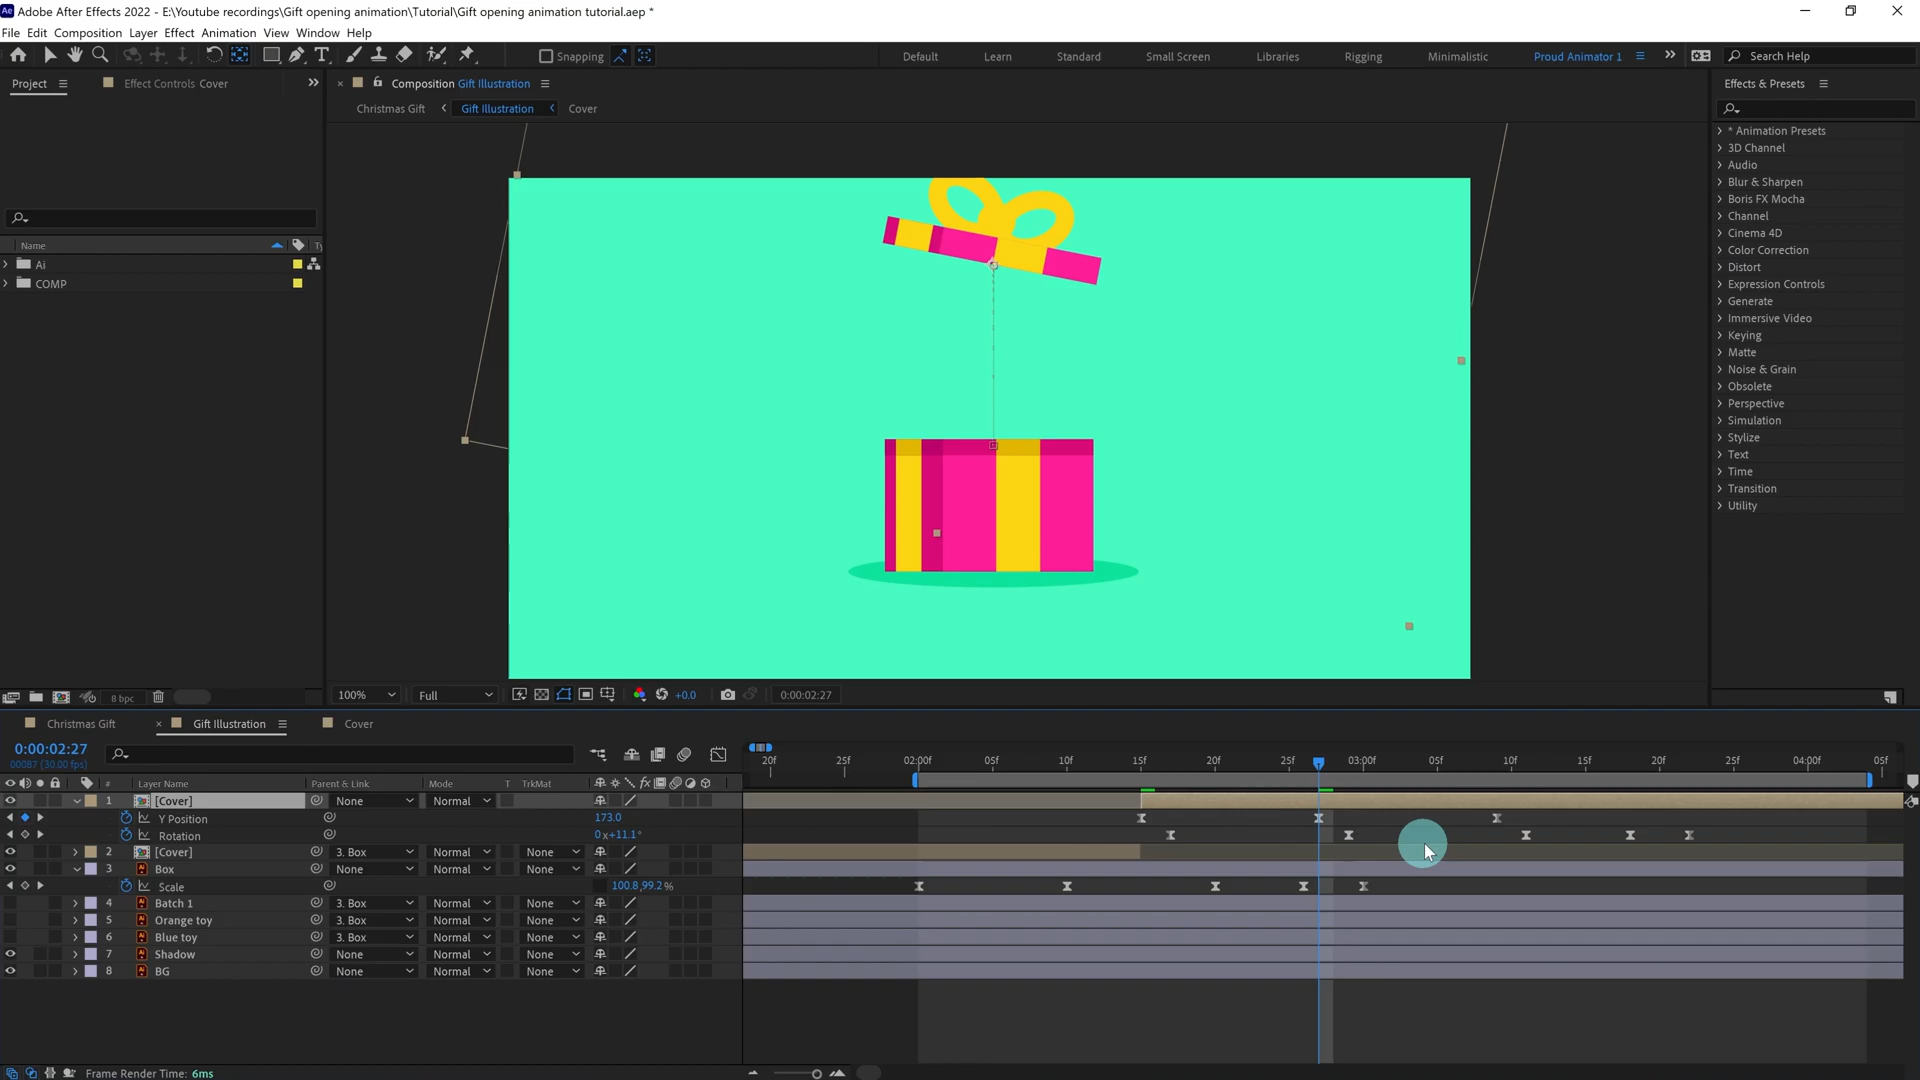 Ae Adobe After Effects 2022 - E:\Youtube recordings\Gift opening animation\Tutorial\Gift opening animation tutorial.aep *
File Edit Composition Layer Effect Animation View Window Help
Snapping Default Learn Standard Small Screen Libraries Rigging Minimalistic Proud Animator 1 Search Help
Project Effect Controls Cover
Composition Gift Illustration
Effects & Presets
Christmas Gift Gift Illustration Cover
* Animation Presets
3D Channel
Audio
Blur & Sharpen
Boris FX Mocha
Channel
Cinema 4D
Color Correction
Distort
Expression Controls
Generate
Immersive Video
Keying
Matte
Noise & Grain
Obsolete
Perspective
Simulation
Stylize
Text
Time
Transition
Utility
Name Ty
Ai
COMP
8 bpc
100% Full +0.0 0:00:02:27
Christmas Gift Gift Illustration Cover
0:00:02:27
00087 (30.00 fps)
20f 25f 02:00f 05f 10f 15f 20f 25f 03:00f 05f 10f 15f 20f 25f 04:00f 05f
# Layer Name Parent & Link Mode T TrkMat fx
1 [Cover] None Normal
Y Position 173.0
Rotation 0x+11.1°
2 [Cover] 3. Box Normal None
3 Box None Normal None
Scale 100.8,99.2%
4 Batch 1 3. Box Normal None
5 Orange toy 3. Box Normal None
6 Blue toy 3. Box Normal None
7 Shadow None Normal None
8 BG None Normal None
Frame Render Time: 6ms